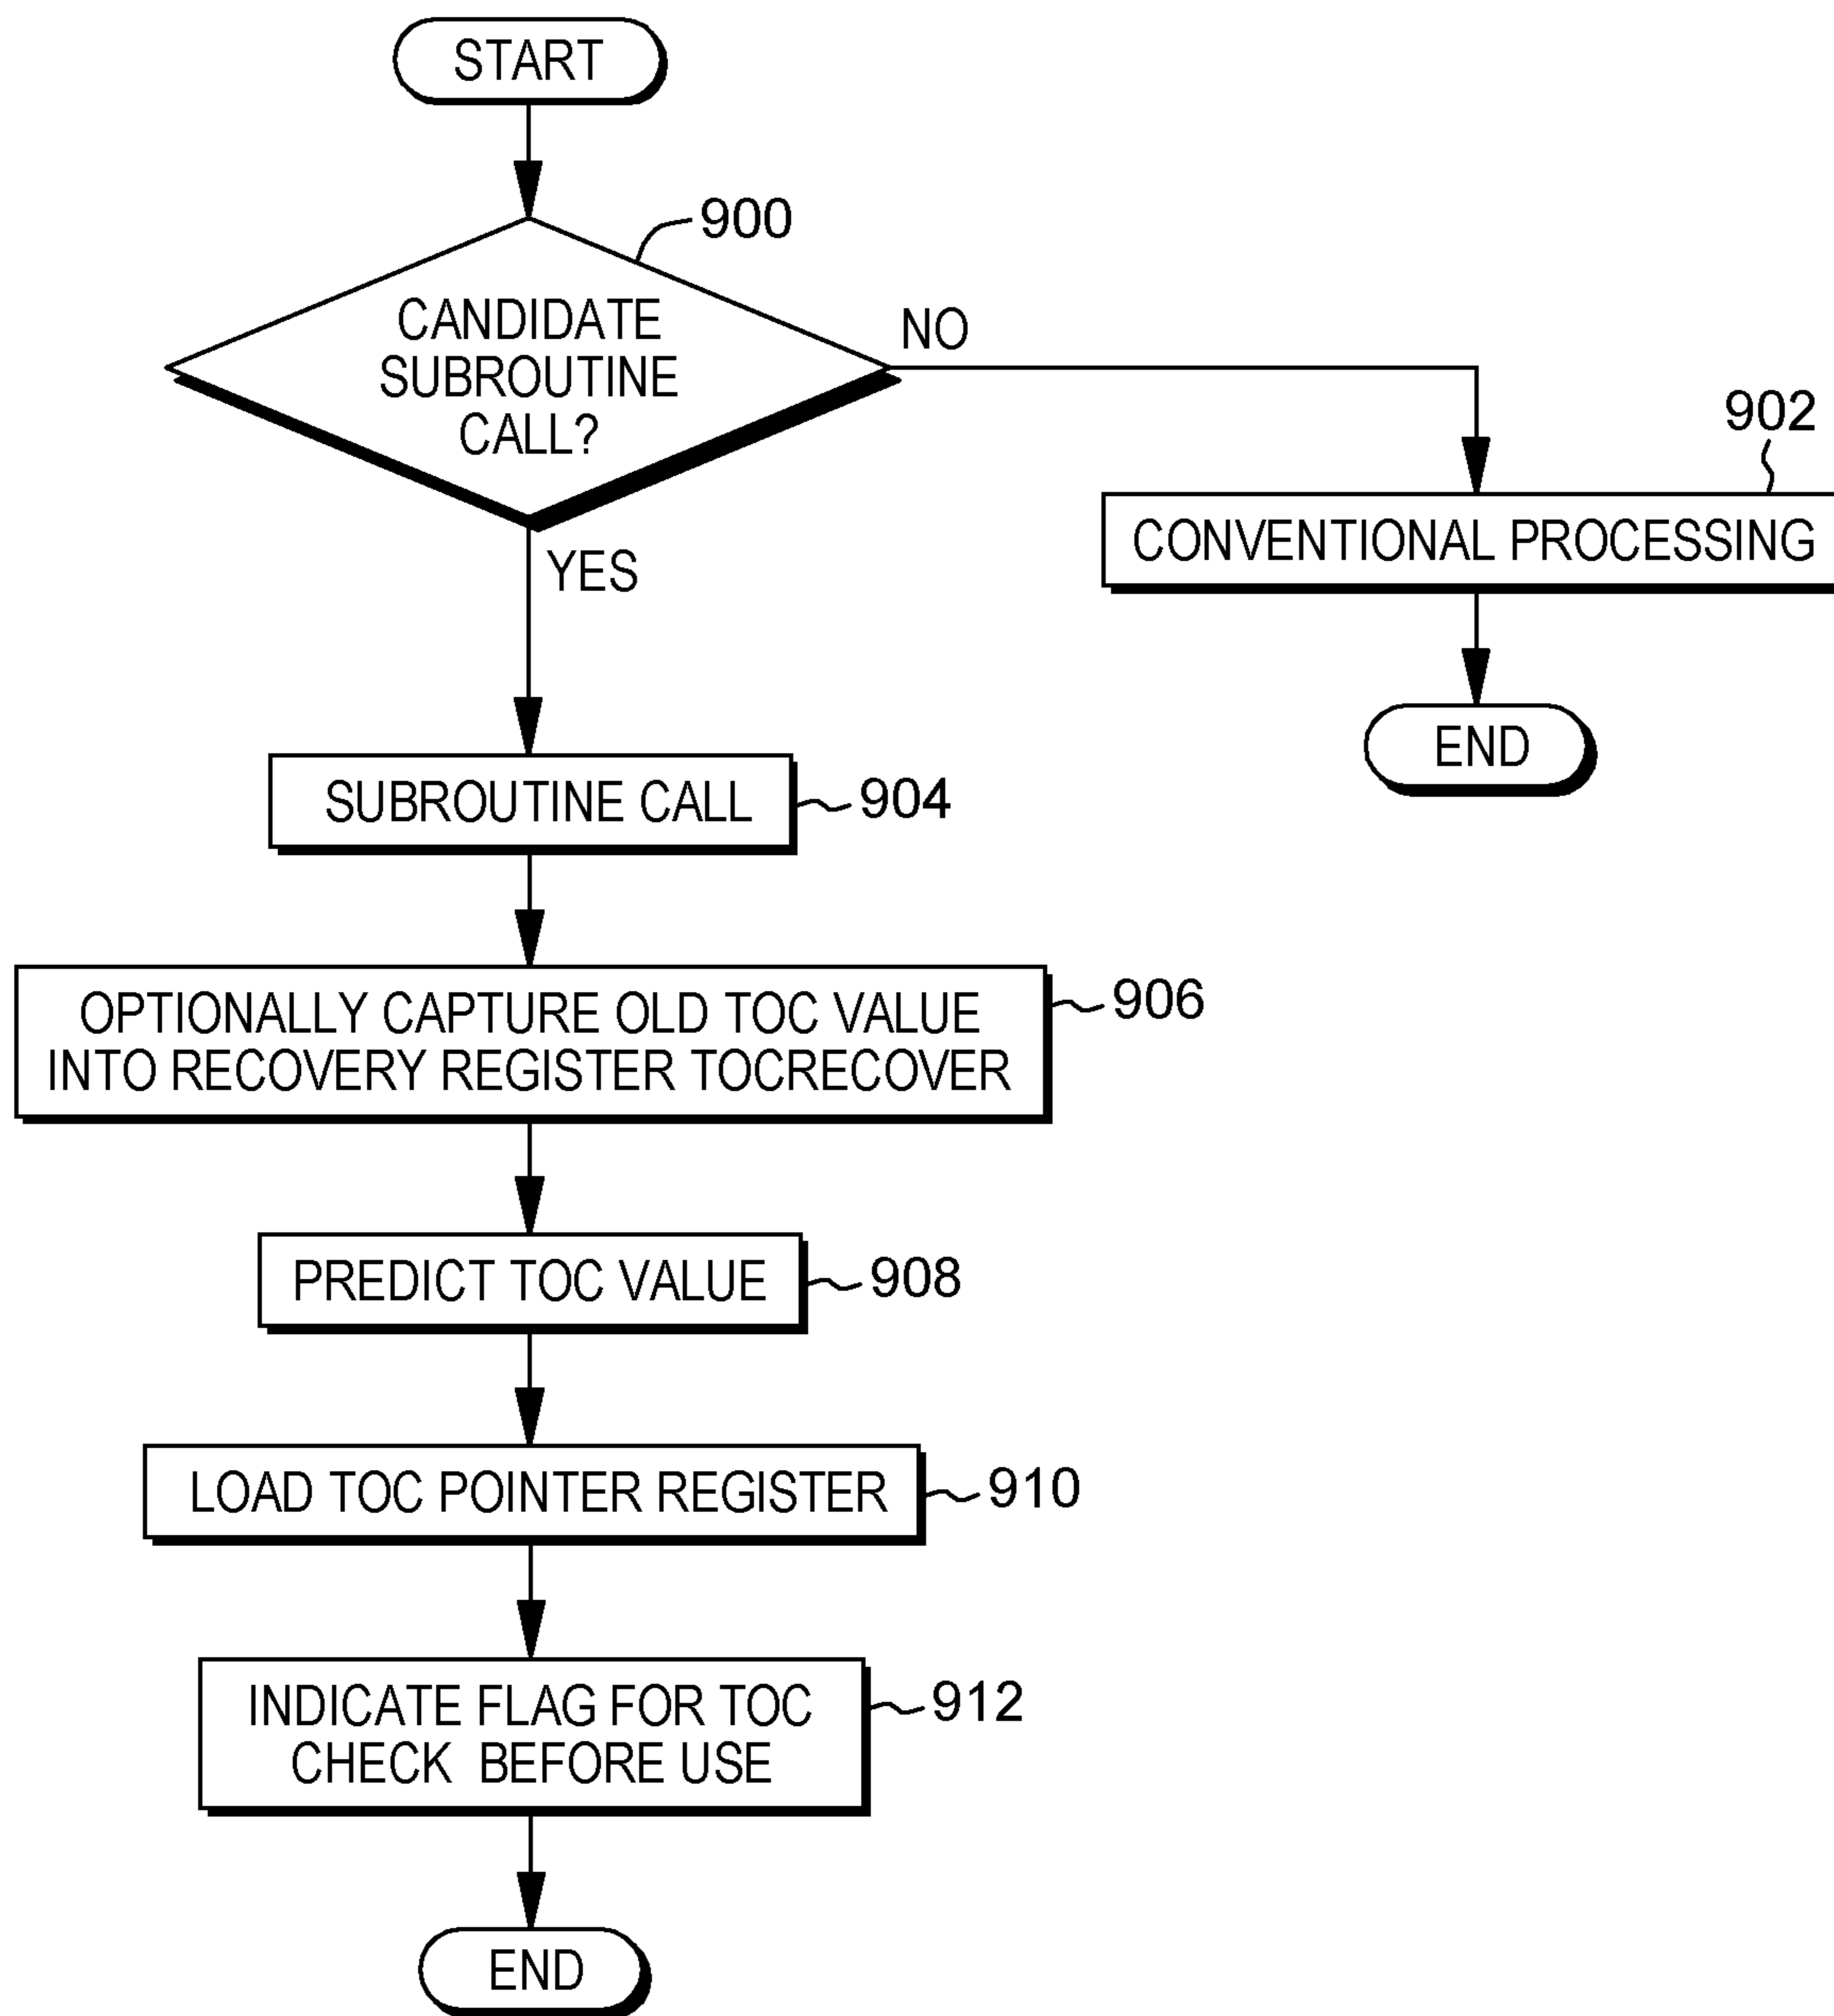 START
900
CANDIDATE
SUBROUTINE
CALL?
NO
YES
902
CONVENTIONAL PROCESSING
END
SUBROUTINE CALL
904
OPTIONALLY CAPTURE OLD TOC VALUE
INTO RECOVERY REGISTER TOCRECOVER
906
PREDICT TOC VALUE
908
LOAD TOC POINTER REGISTER
910
INDICATE FLAG FOR TOC
CHECK BEFORE USE
912
END